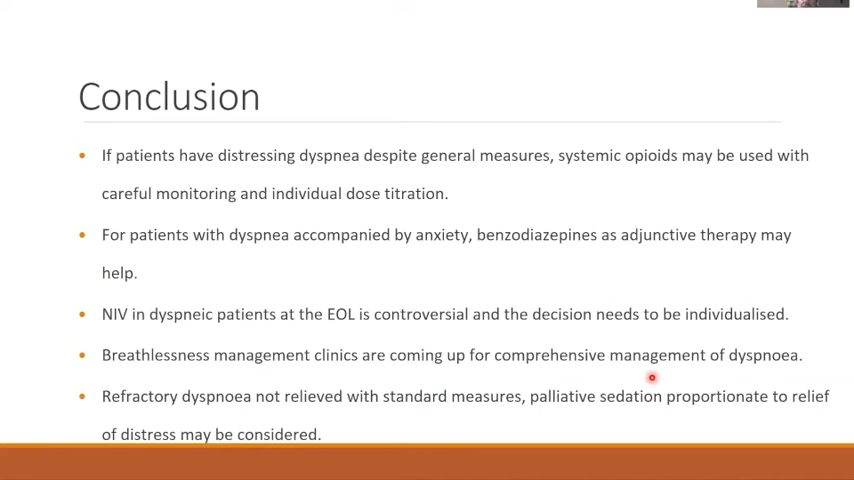 Conclusion
If patients have distressing dyspnea despite general measures, systemic opioids may be used with
careful monitoring and individual dose titration.
For patients with dyspnea accompanied by anxiety, benzodiazepines as adjunctive therapy may
help.
NIV in dyspneic patients at the EOL is controversial and the decision needs to be individualised.
Breathlessness management clinics are coming up for comprehensive management of dyspnoea.
Refractory dyspnoea not relieved with standard measures, palliative sedation proportionate to relief
of distress may be considered.